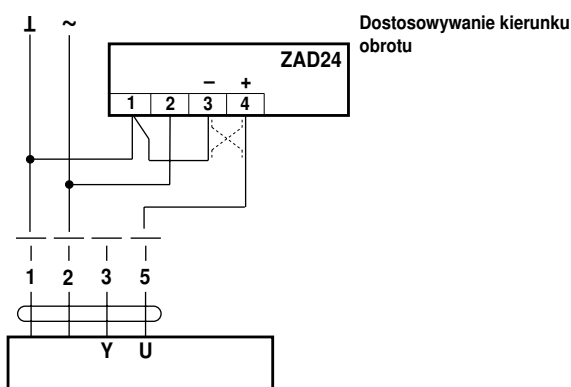 ⊥ ~
Dostosowywanie kierunku
obrotu
ZAD24
– +
1 2 3 4
1 2 3 5
Y U